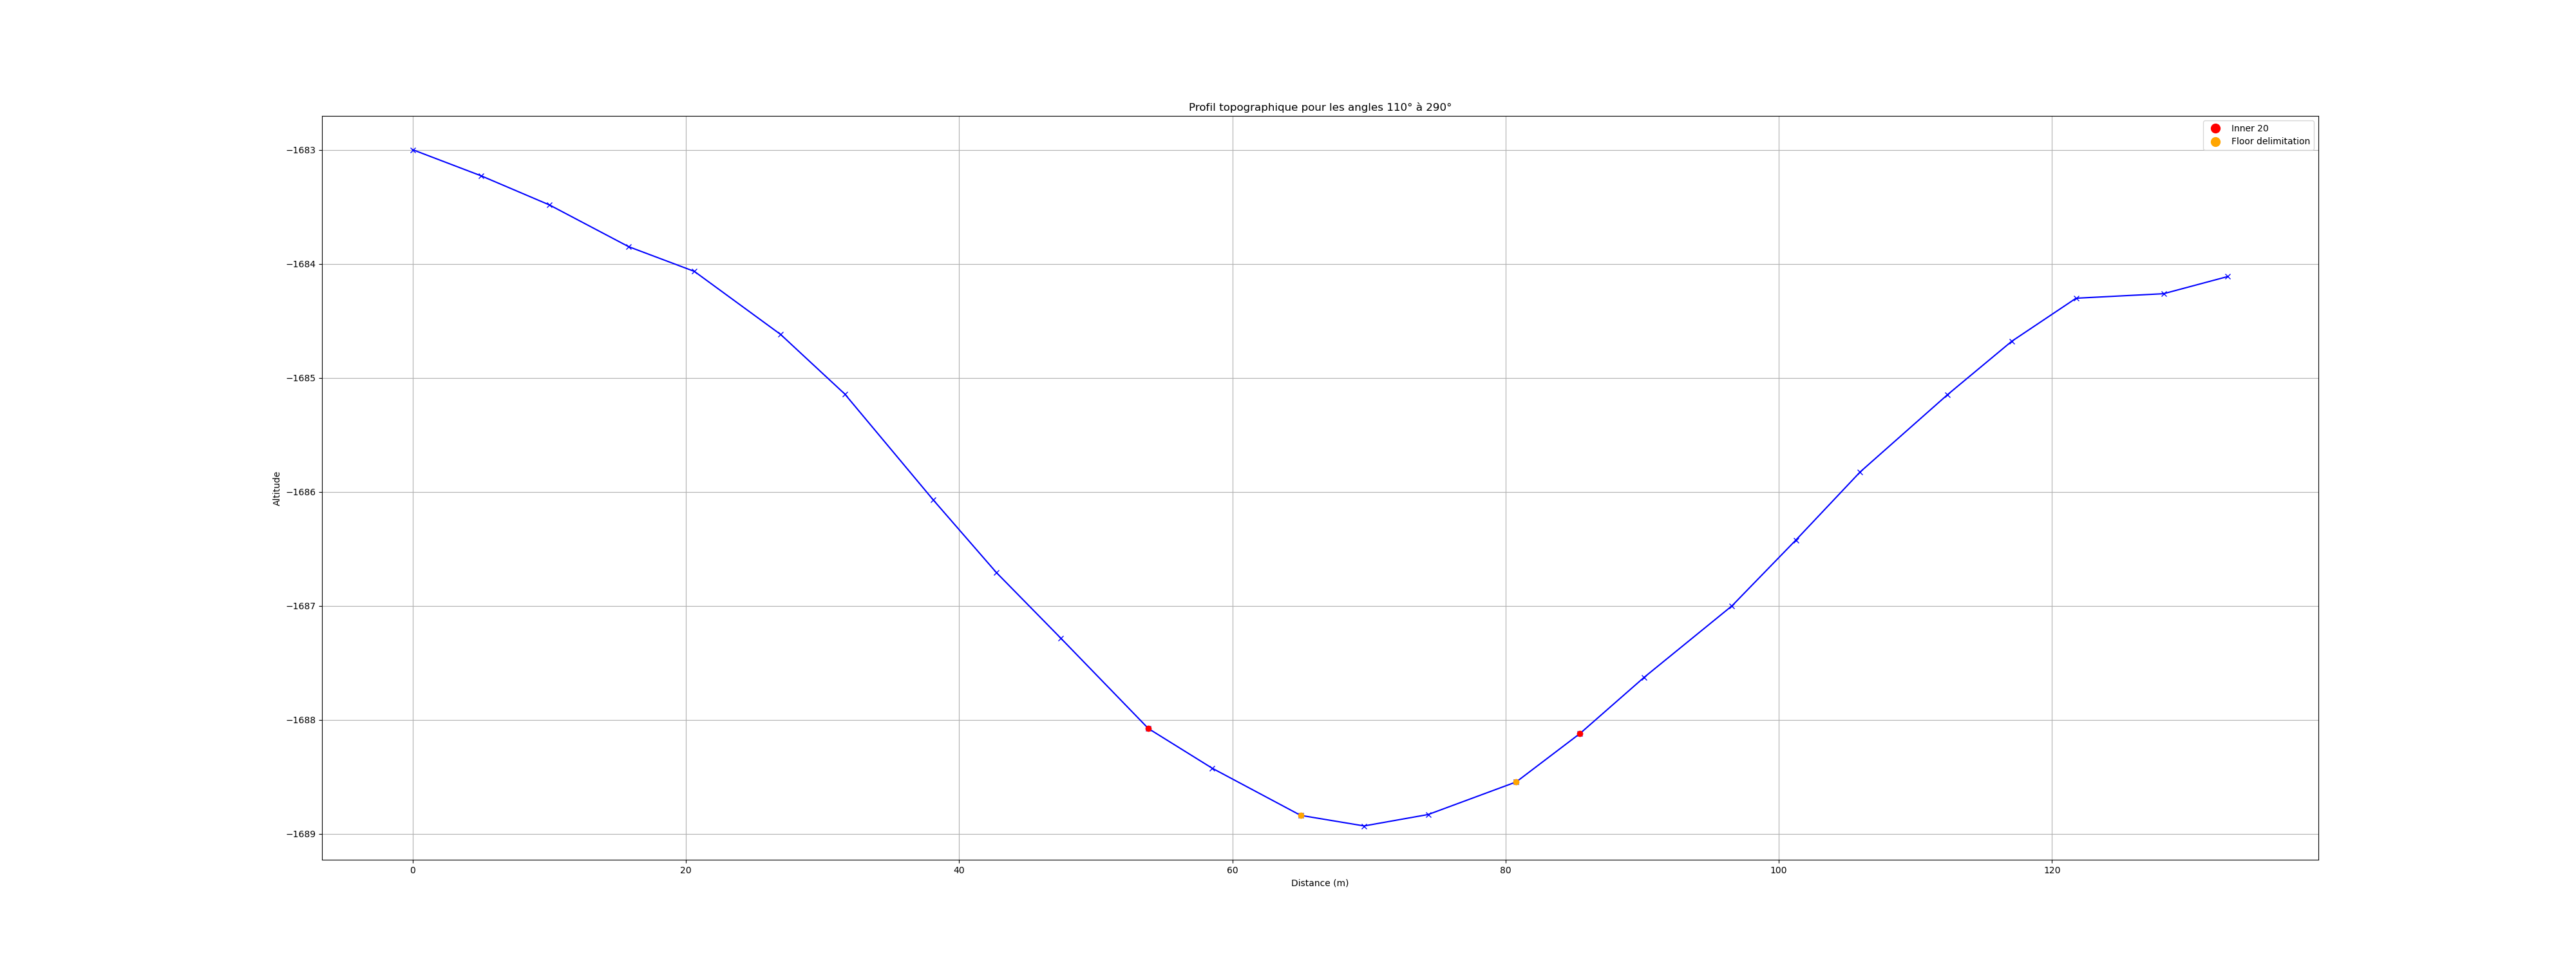 Profil topographique pour les angles 110° à 290°
Inner 20
Floor delimitation
−1683
−1684
−1685
−1686
−1687
−1688
−1689
Altitude
0 20 40 60 80 100 120
Distance (m)